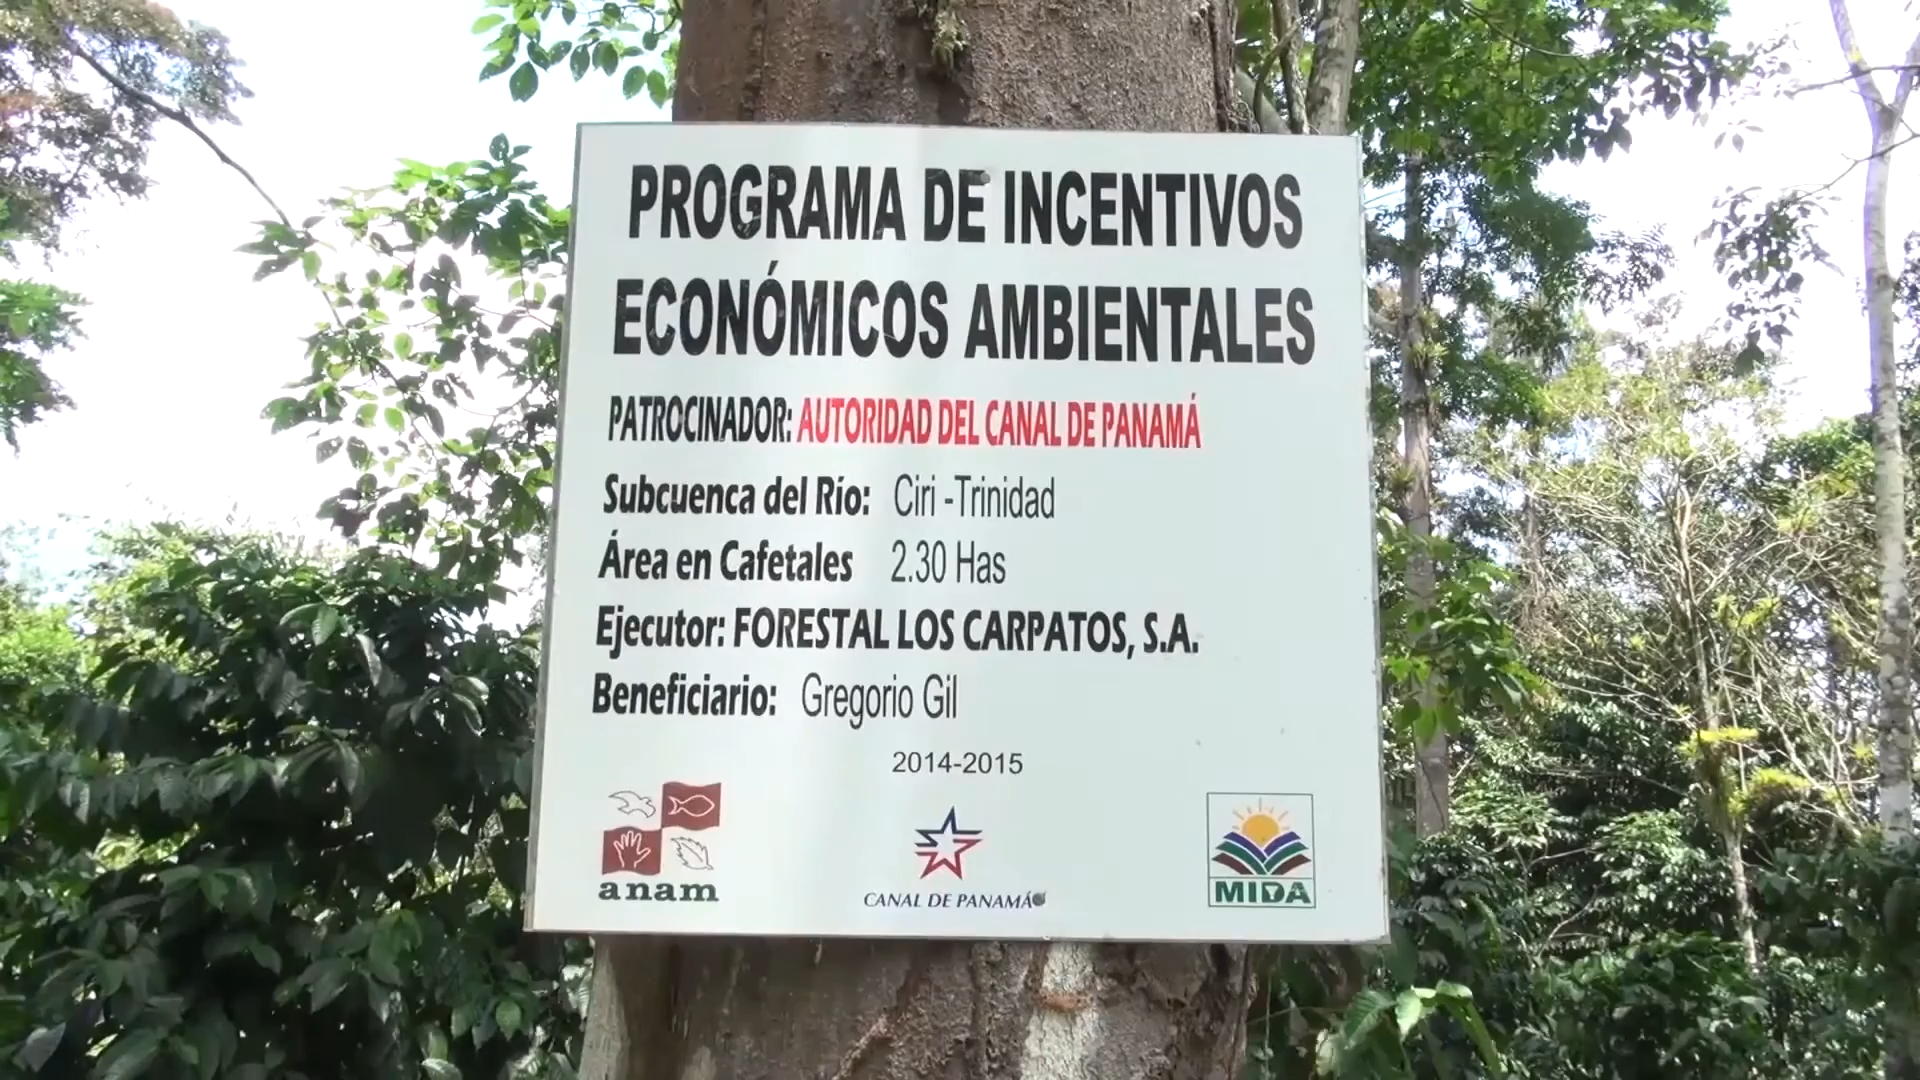 PROGRAMA DE INCENTIVOS
ECONÓMICOS AMBIENTALES
PATROCINADOR: AUTORIDAD DEL CANAL DE PANAMÁ
Subcuenca del Río: Ciri -Trinidad
Área en Cafetales 2.30 Has
Ejecutor: FORESTAL LOS CARPATOS, S.A.
Beneficiario: Gregorio Gil
2014-2015
anam
CANAL DE PANAMÁ
MIDA